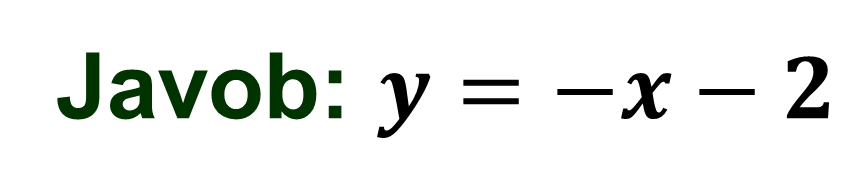 Javob: y = −x − 2